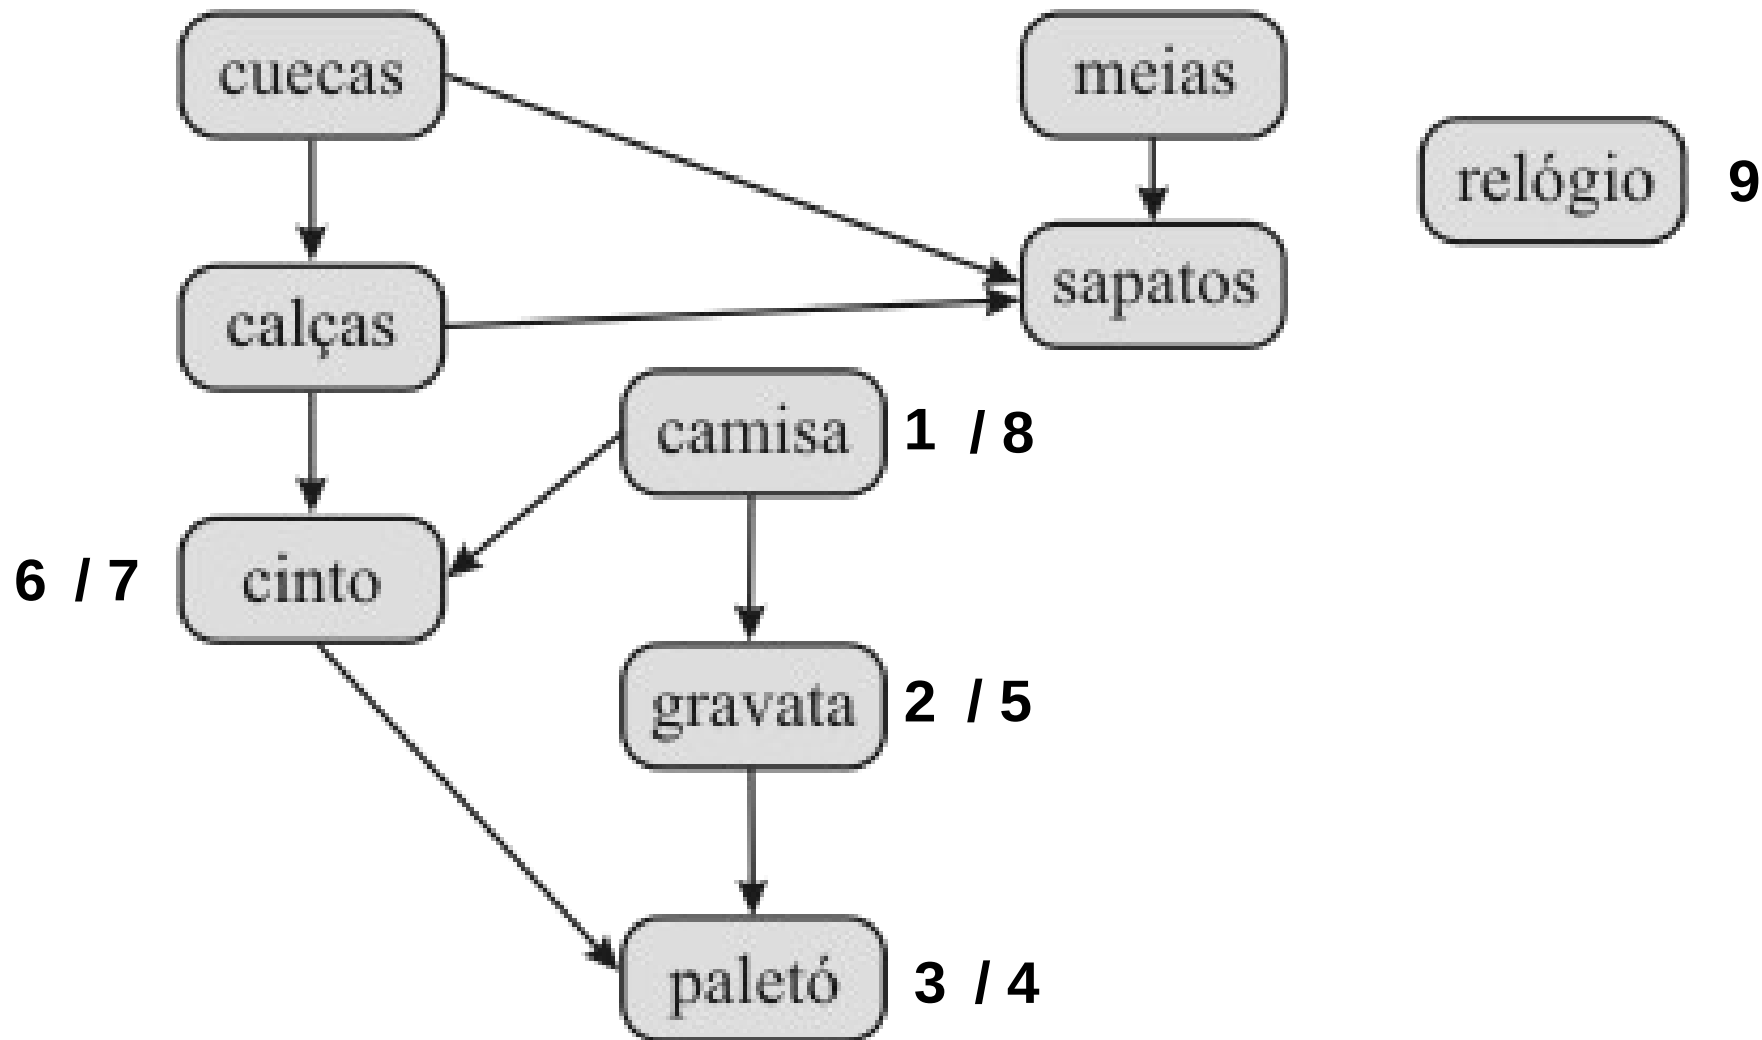 cuecas
meias
relógio 9
sapatos
calças
camisa 1 / 8
6 / 7 cinto
gravata 2 / 5
paletó 3 / 4